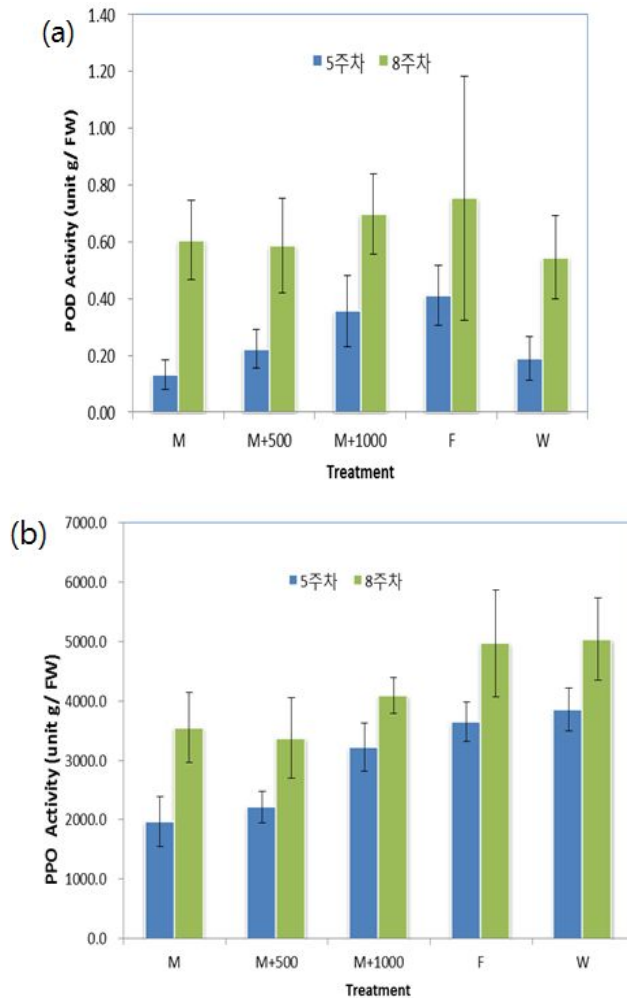 (a)
POD Activity (unit g/ FW)
1.40
1.20
1.00
0.80
0.60
0.40
0.20
0.00
5주차 8주차
M M+500 M+1000 F W
Treatment
(b)
PPO Activity (unit g/ FW)
7000.0
6000.0
5000.0
4000.0
3000.0
2000.0
1000.0
0.0
5주차 8주차
M M+500 M+1000 F W
Treatment